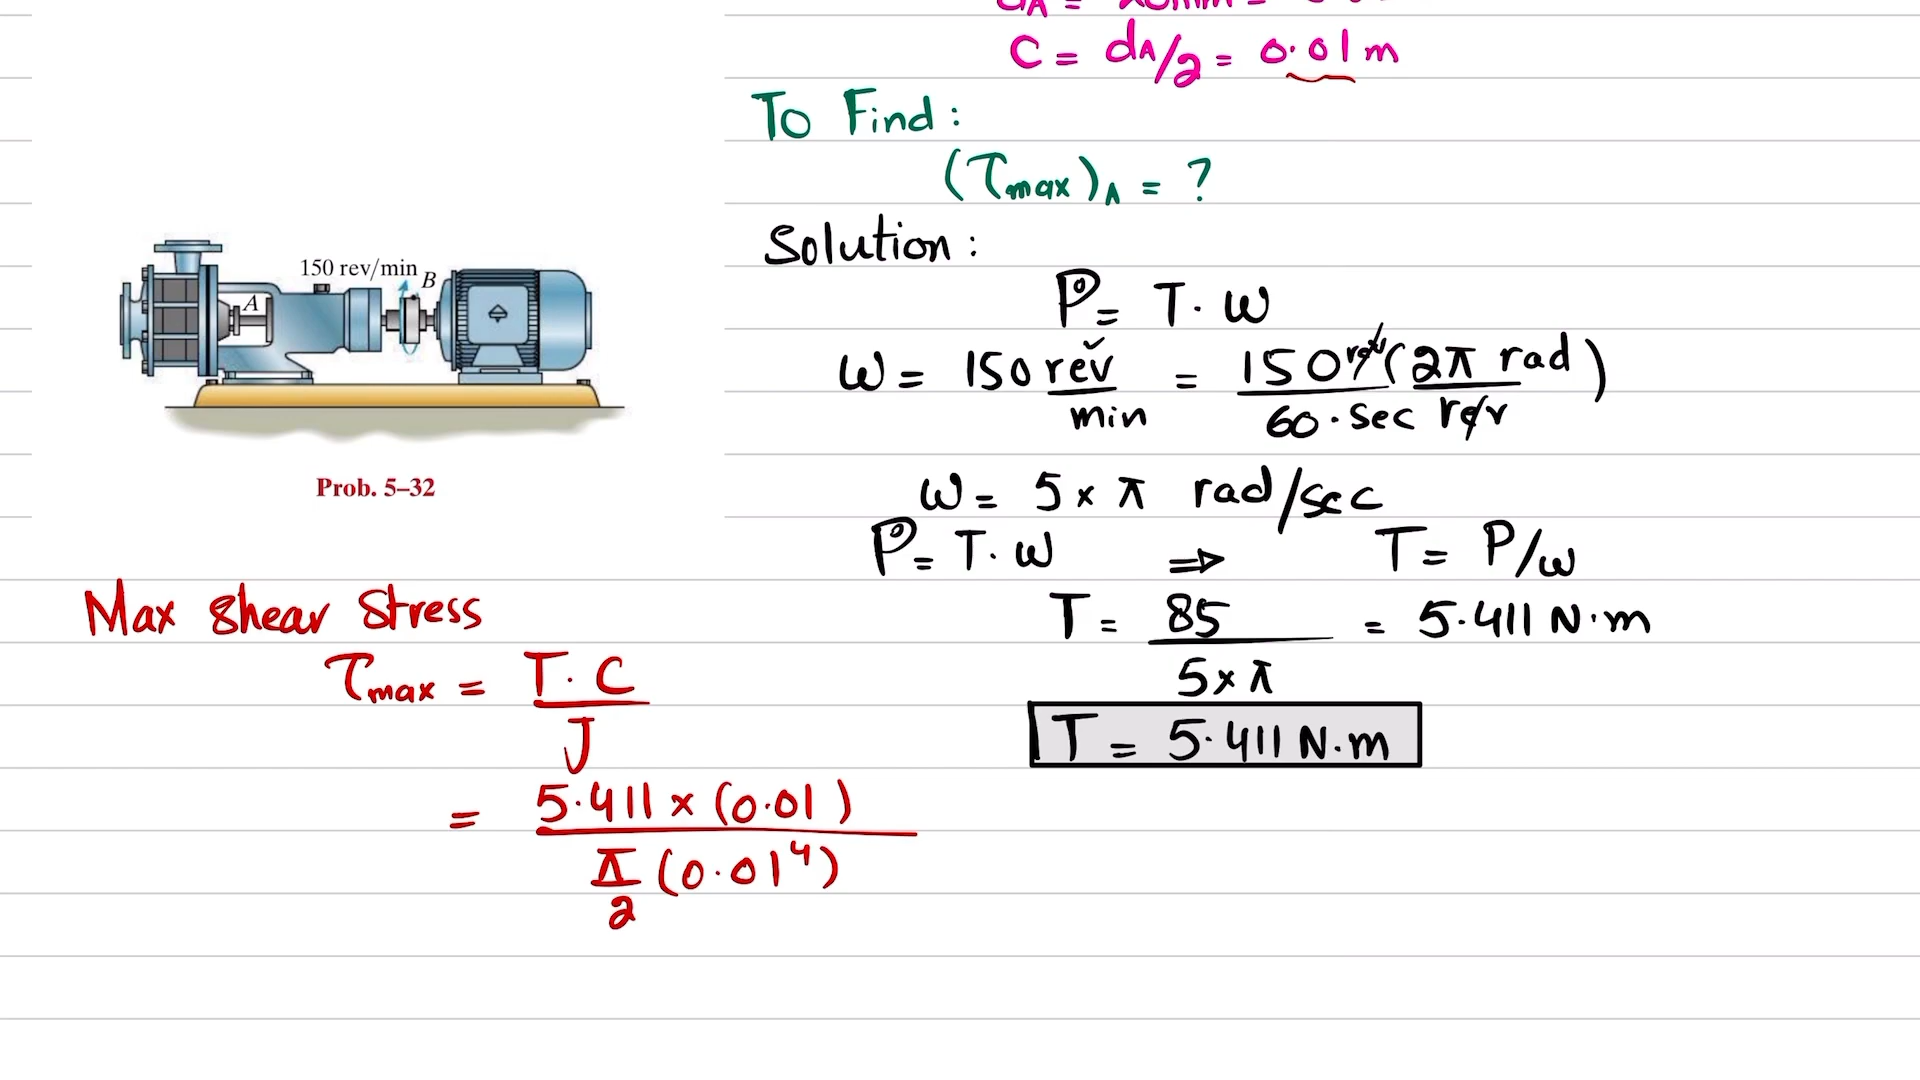 C = dA/2 = 0.01 m
To Find :
(τmax)A = ?
Solution :
P = T. ω
ω = 150 rev/min = 150 rev (2π rad) / 60 . sec rev
ω = 5 × π rad/sec
P = T. ω ⇒ T = P/ω
T = 85 / 5 × π = 5.411 N.m
T = 5.411 N.m
150 rev/min
A
B
Prob. 5–32
Max Shear Stress
τmax = T. C / J
= 5.411 × (0.01) / π/2 (0.01⁴)